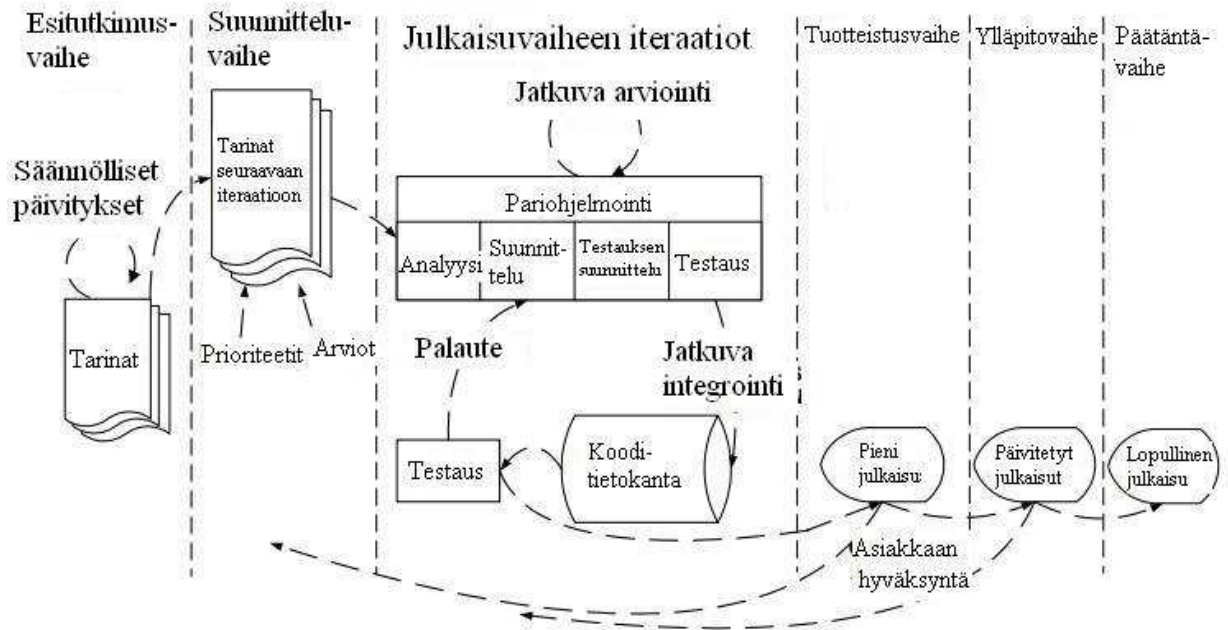 Esitutkimus-
vaihe
Suunnittelu-
vaihe
Julkaisuvaiheen iteraatiot
Tuotteistusvaihe
Ylläpitovaihe
Päätäntä-
vaihe
Säännölliset
päivitykset
Tarinat
Tarinat
seuraavaan
iteraatioon
Prioriteetit
Arviot
Jatkuva arviointi
Pariohjelmointi
Analyysi
Suunnit-
telu
Testauksen
suunnittelu
Testaus
Palaute
Jatkuva
integrointi
Testaus
Koodi-
tietokanta
Pieni
julkaisu
Päivitetyt
julkaisut
Lopullinen
julkaisu
Asiakkaan
hyväksyntä